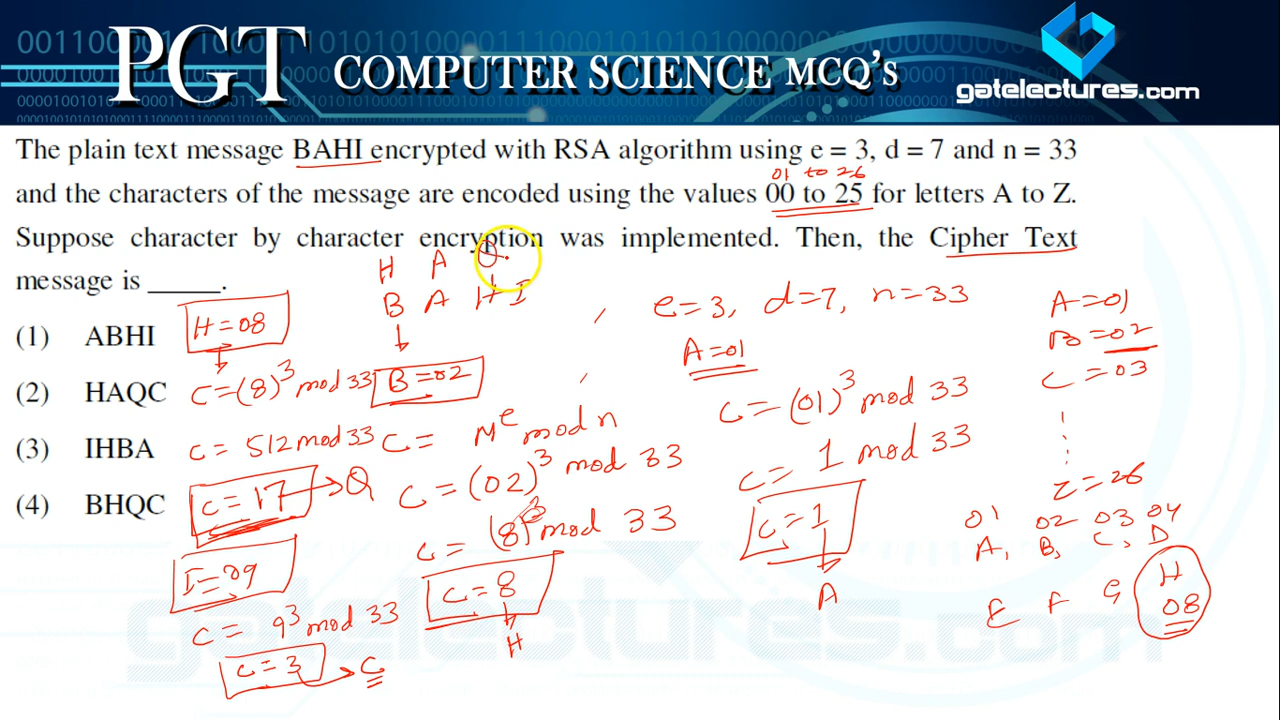 PGT COMPUTER SCIENCE MCQ's
gatelectures.com
The plain text message BAHI encrypted with RSA algorithm using e = 3, d = 7 and n = 33
01 to 26
and the characters of the message are encoded using the values 00 to 25 for letters A to Z.
Suppose character by character encryption was implemented. Then, the Cipher Text
message is _____.
H A Q
B A H I
, e=3, d=7, n=33
A=01
B=02
C=03
Z=26
(1) ABHI
(2) HAQC
(3) IHBA
(4) BHQC
H=08
C=(8)^3 mod 33
C=512 mod 33
C=17 → Q
I=09
C= 9^3 mod 33
C=3 → C
B=02
C= M^e mod n
C=(02)^3 mod 33
C= (8) mod 33
C=8
H
A=01
C=(01)^3 mod 33
C= 1 mod 33
C=1
A
01 02 03 04
A, B, C, D
E F G H
08
gatelectures.com